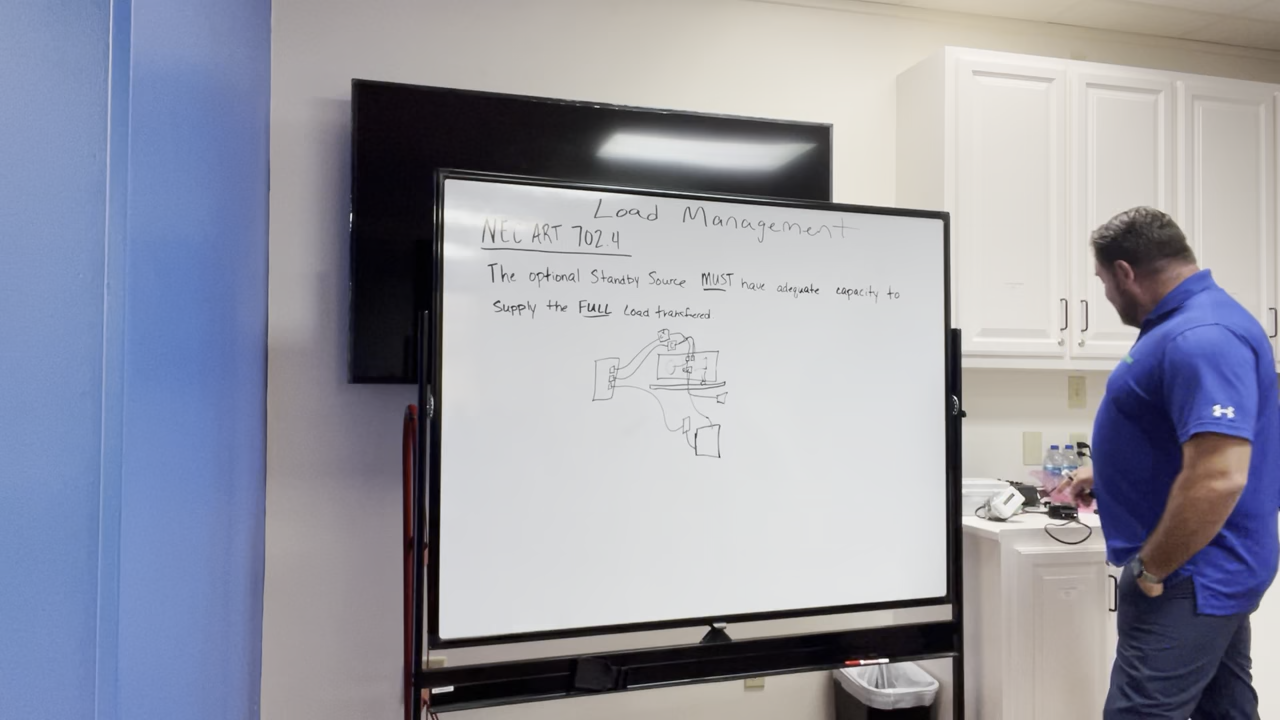 Load Management
NEC ART 702.4
The optional Standby Source MUST have adequate capacity to
Supply the FULL Load transfered